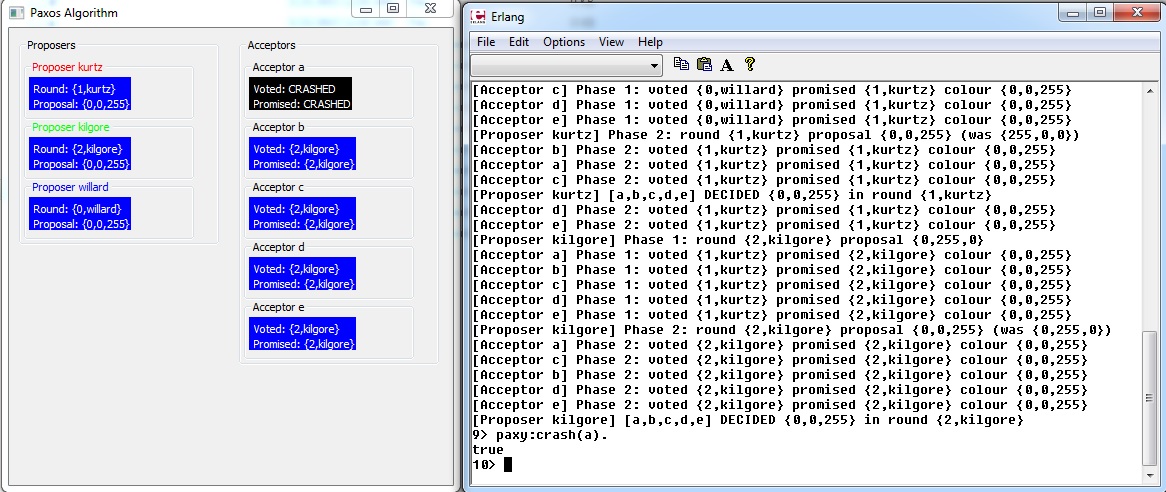 Paxos Algorithm
Proposers
Proposer kurtz
Round: {1,kurtz}
Proposal: {0,0,255}
Proposer kilgore
Round: {2,kilgore}
Proposal: {0,0,255}
Proposer willard
Round: {0,willard}
Proposal: {0,0,255}
Acceptors
Acceptor a
Voted: CRASHED
Promised: CRASHED
Acceptor b
Voted: {2,kilgore}
Promised: {2,kilgore}
Acceptor c
Voted: {2,kilgore}
Promised: {2,kilgore}
Acceptor d
Voted: {2,kilgore}
Promised: {2,kilgore}
Acceptor e
Voted: {2,kilgore}
Promised: {2,kilgore}
Erlang
File Edit Options View Help
[Acceptor c] Phase 1: voted {0,willard} promised {1,kurtz} colour {0,0,255}
[Acceptor d] Phase 1: voted {0,willard} promised {1,kurtz} colour {0,0,255}
[Acceptor e] Phase 1: voted {0,willard} promised {1,kurtz} colour {0,0,255}
[Proposer kurtz] Phase 2: round {1,kurtz} proposal {0,0,255} (was {255,0,0})
[Acceptor b] Phase 2: voted {1,kurtz} promised {1,kurtz} colour {0,0,255}
[Acceptor a] Phase 2: voted {1,kurtz} promised {1,kurtz} colour {0,0,255}
[Acceptor c] Phase 2: voted {1,kurtz} promised {1,kurtz} colour {0,0,255}
[Proposer kurtz] [a,b,c,d,e] DECIDED {0,0,255} in round {1,kurtz}
[Acceptor d] Phase 2: voted {1,kurtz} promised {1,kurtz} colour {0,0,255}
[Acceptor e] Phase 2: voted {1,kurtz} promised {1,kurtz} colour {0,0,255}
[Proposer kilgore] Phase 1: round {2,kilgore} proposal {0,255,0}
[Acceptor a] Phase 1: voted {1,kurtz} promised {2,kilgore} colour {0,0,255}
[Acceptor b] Phase 1: voted {1,kurtz} promised {2,kilgore} colour {0,0,255}
[Acceptor c] Phase 1: voted {1,kurtz} promised {2,kilgore} colour {0,0,255}
[Acceptor d] Phase 1: voted {1,kurtz} promised {2,kilgore} colour {0,0,255}
[Acceptor e] Phase 1: voted {1,kurtz} promised {2,kilgore} colour {0,0,255}
[Proposer kilgore] Phase 2: round {2,kilgore} proposal {0,0,255} (was {0,255,0})
[Acceptor a] Phase 2: voted {2,kilgore} promised {2,kilgore} colour {0,0,255}
[Acceptor c] Phase 2: voted {2,kilgore} promised {2,kilgore} colour {0,0,255}
[Acceptor b] Phase 2: voted {2,kilgore} promised {2,kilgore} colour {0,0,255}
[Acceptor d] Phase 2: voted {2,kilgore} promised {2,kilgore} colour {0,0,255}
[Acceptor e] Phase 2: voted {2,kilgore} promised {2,kilgore} colour {0,0,255}
[Proposer kilgore] [a,b,c,d,e] DECIDED {0,0,255} in round {2,kilgore}
9> paxy:crash(a).
true
10>